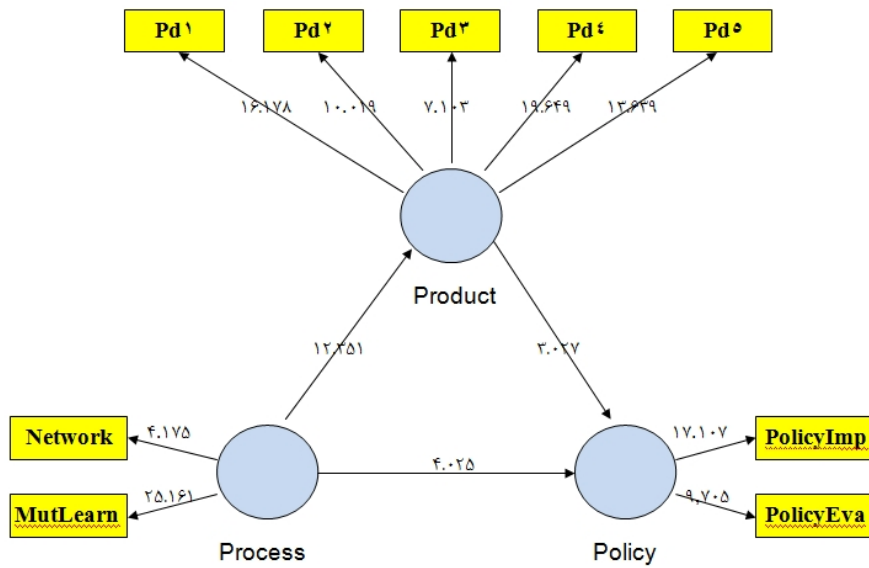 Pd۱ Pd۲ Pd۳ Pd٤ Pd۵
۱۶.۱۷۸ ۱۰.۰۱۹ ۷.۱۰۳ ۱۹.۶۴۹ ۱۳.۶۳۹
Product
۱۲.۳۵۱ ۳.۰۲۷
Network ۴.۱۷۵ ۱۷.۱۰۷ PolicyImp
۴.۰۲۵
MutLearn ۲۵.۱۶۱ ۹.۷۰۵ PolicyEva
Process Policy